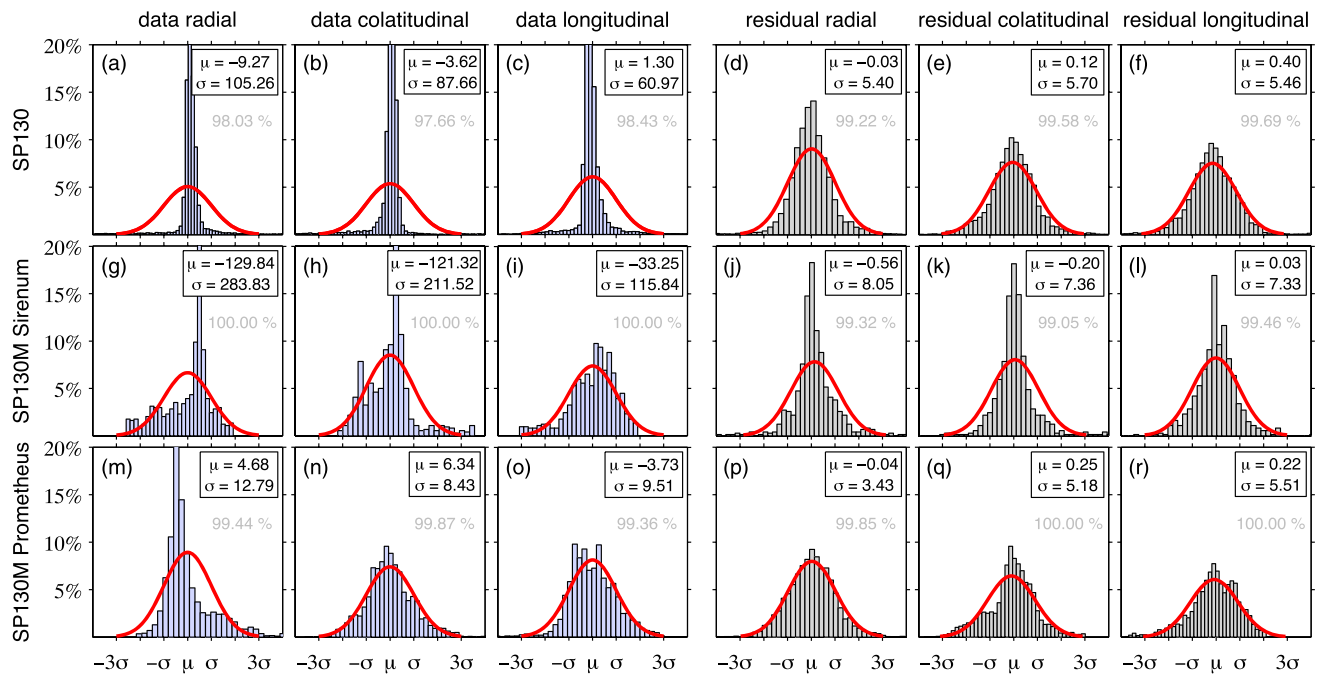 data radial
data colatitudinal
data longitudinal
residual radial
residual colatitudinal
residual longitudinal
SP130
20%
15%
10%
5%
(a)
μ = −9.27
σ = 105.26
98.03 %
(b)
μ = −3.62
σ = 87.66
97.66 %
(c)
μ = 1.30
σ = 60.97
98.43 %
(d)
μ = −0.03
σ = 5.40
99.22 %
(e)
μ = 0.12
σ = 5.70
99.58 %
(f)
μ = 0.40
σ = 5.46
99.69 %
SP130M Sirenum
20%
15%
10%
5%
(g)
μ = −129.84
σ = 283.83
100.00 %
(h)
μ = −121.32
σ = 211.52
100.00 %
(i)
μ = −33.25
σ = 115.84
100.00 %
(j)
μ = −0.56
σ = 8.05
99.32 %
(k)
μ = −0.20
σ = 7.36
99.05 %
(l)
μ = 0.03
σ = 7.33
99.46 %
SP130M Prometheus
20%
15%
10%
5%
(m)
μ = 4.68
σ = 12.79
99.44 %
(n)
μ = 6.34
σ = 8.43
99.87 %
(o)
μ = −3.73
σ = 9.51
99.36 %
(p)
μ = −0.04
σ = 3.43
99.85 %
(q)
μ = 0.25
σ = 5.18
100.00 %
(r)
μ = 0.22
σ = 5.51
100.00 %
−3σ −σ μ σ 3σ
−3σ −σ μ σ 3σ
−3σ −σ μ σ 3σ
−3σ −σ μ σ 3σ
−3σ −σ μ σ 3σ
−3σ −σ μ σ 3σ